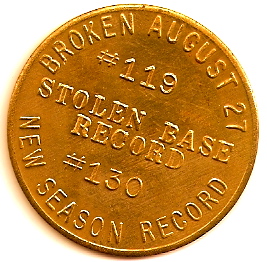 BROKEN AUGUST 27
#119
STOLEN BASE
RECORD
#130
NEW SEASON RECORD